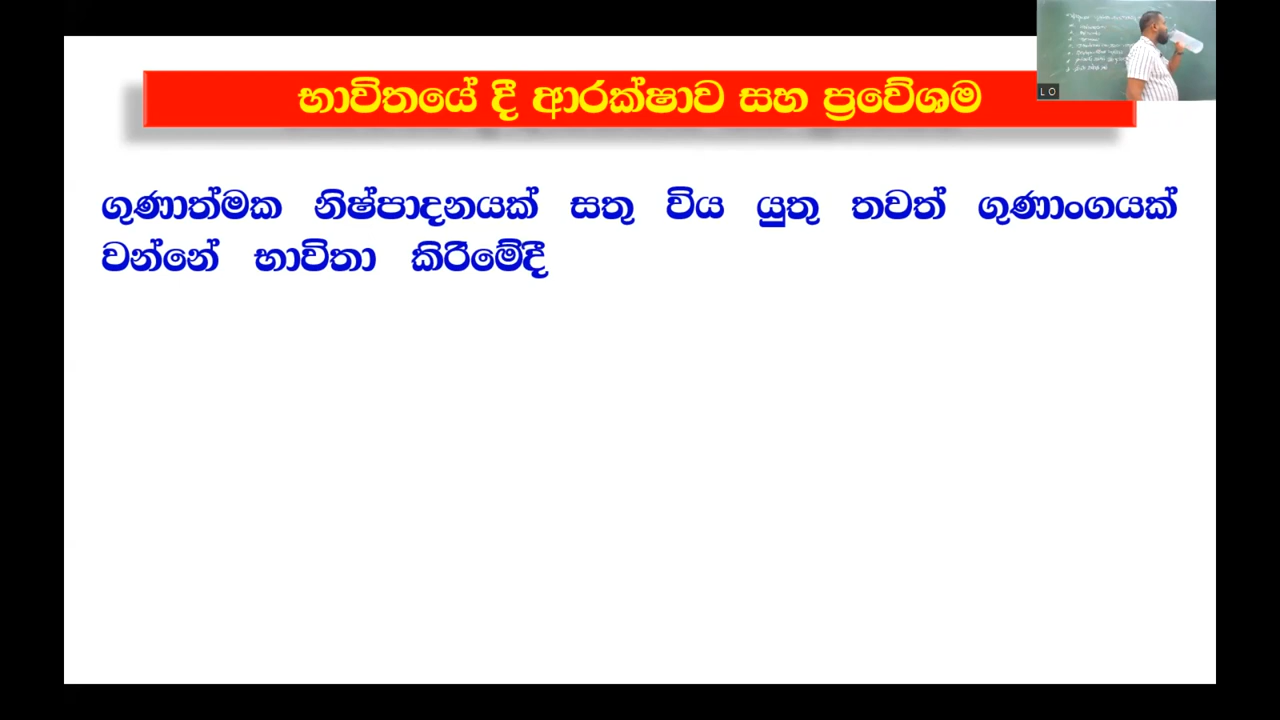 භාවිතයේ දී ආරක්ෂාව සහ ප්‍රවේශම
ගුණාත්මක නිෂ්පාදනයක් සතු විය යුතු තවත් ගුණාංගයක්
වන්නේ භාවිතා කිරීමේදී
L O